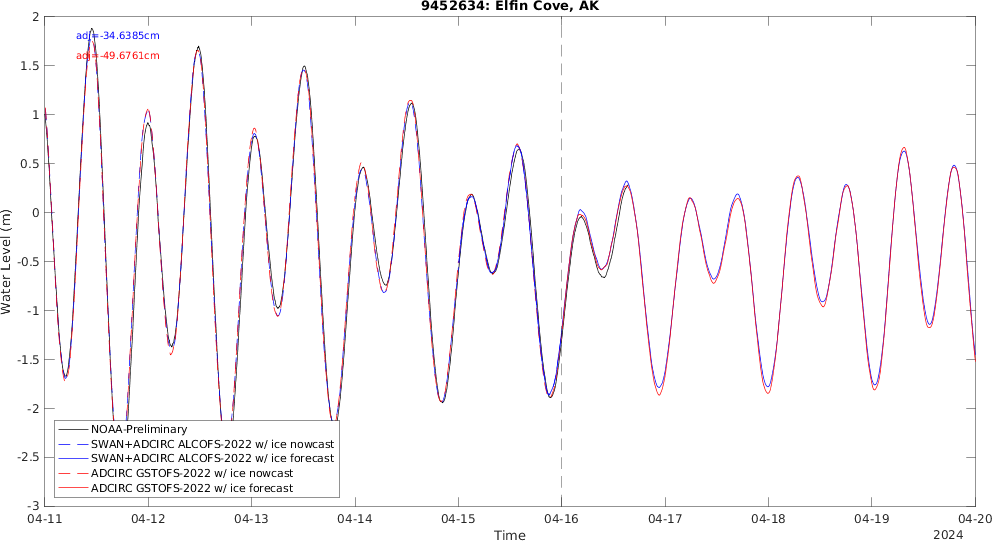 9452634: Elfin Cove, AK
adj=-34.6385cm
adj=-49.6761cm
2
1.5
1
0.5
0
-0.5
-1
-1.5
-2
-2.5
-3
Water Level (m)
NOAA-Preliminary
SWAN+ADCIRC ALCOFS-2022 w/ ice nowcast
SWAN+ADCIRC ALCOFS-2022 w/ ice forecast
ADCIRC GSTOFS-2022 w/ ice nowcast
ADCIRC GSTOFS-2022 w/ ice forecast
04-11 04-12 04-13 04-14 04-15 04-16 04-17 04-18 04-19 04-20
Time
2024